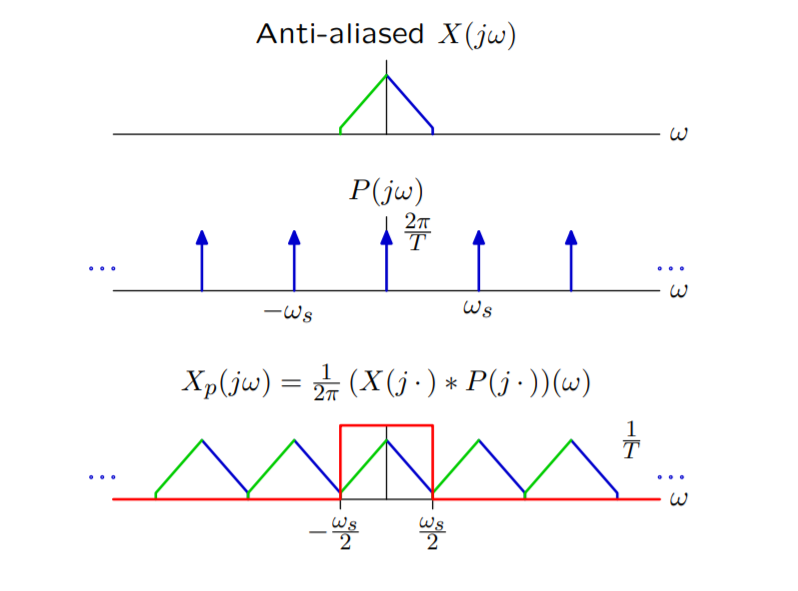 Anti-aliased X(jω)
ω
P(jω)
2π/T
... ...
ω
−ωs ωs
Xp(jω) = 1/2π (X(j·) ∗ P(j·))(ω)
1/T
... ...
ω
−ωs/2 ωs/2